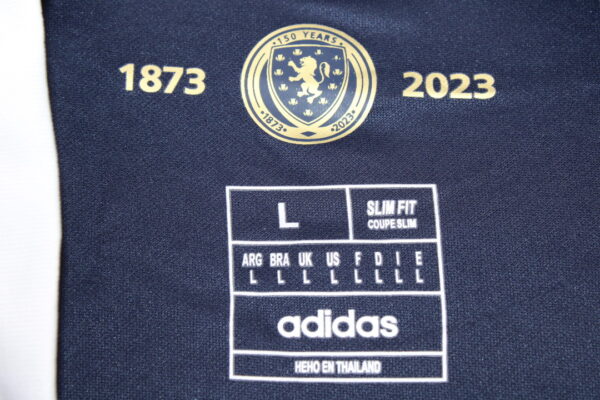 150 YEARS
1873
2023
1873 2023
L
SLIM FIT
COUPE SLIM
ARG BRA UK US F D I E
L L L L L L L L
adidas
HEHO EN THAILAND